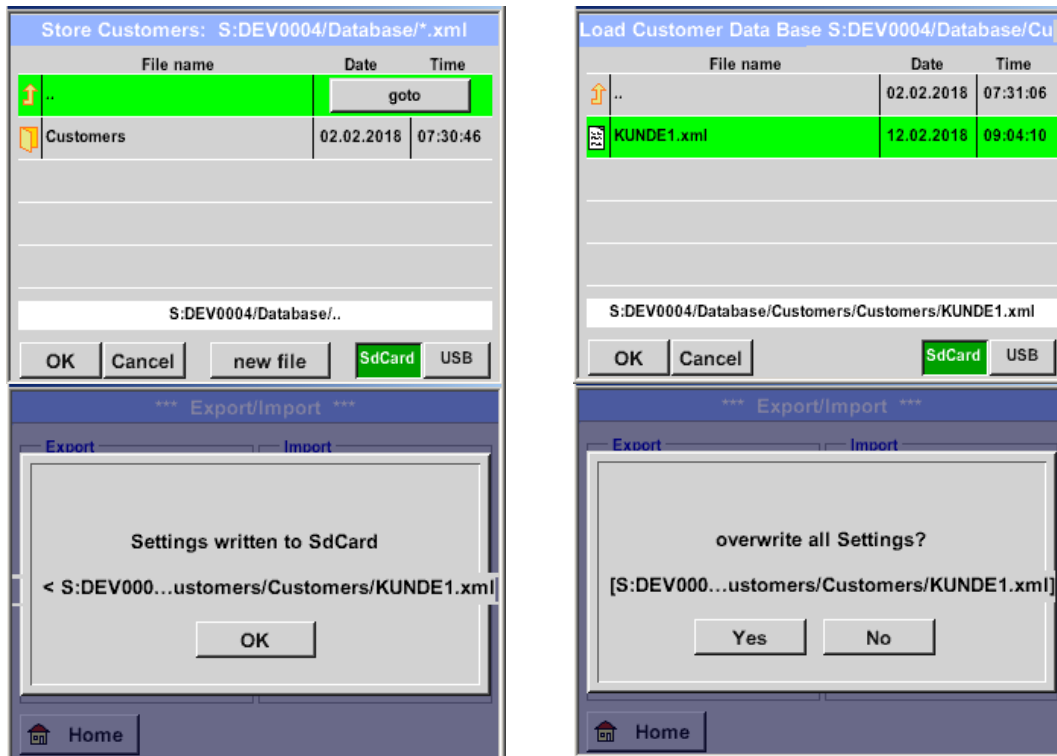 Store Customers: S:DEV0004/Database/*.xml
File name Date Time
.. goto
Customers 02.02.2018 07:30:46
S:DEV0004/Database/..
OK Cancel new file SdCard USB
Load Customer Data Base S:DEV0004/Database/Cu
File name Date Time
.. 02.02.2018 07:31:06
KUNDE1.xml 12.02.2018 09:04:10
S:DEV0004/Database/Customers/Customers/KUNDE1.xml
OK Cancel SdCard USB
*** Export/Import ***
Export Import
Settings written to SdCard
< S:DEV000...ustomers/Customers/KUNDE1.xml
OK
Home
*** Export/Import ***
Export Import
overwrite all Settings?
[S:DEV000...ustomers/Customers/KUNDE1.xml]
Yes No
Home